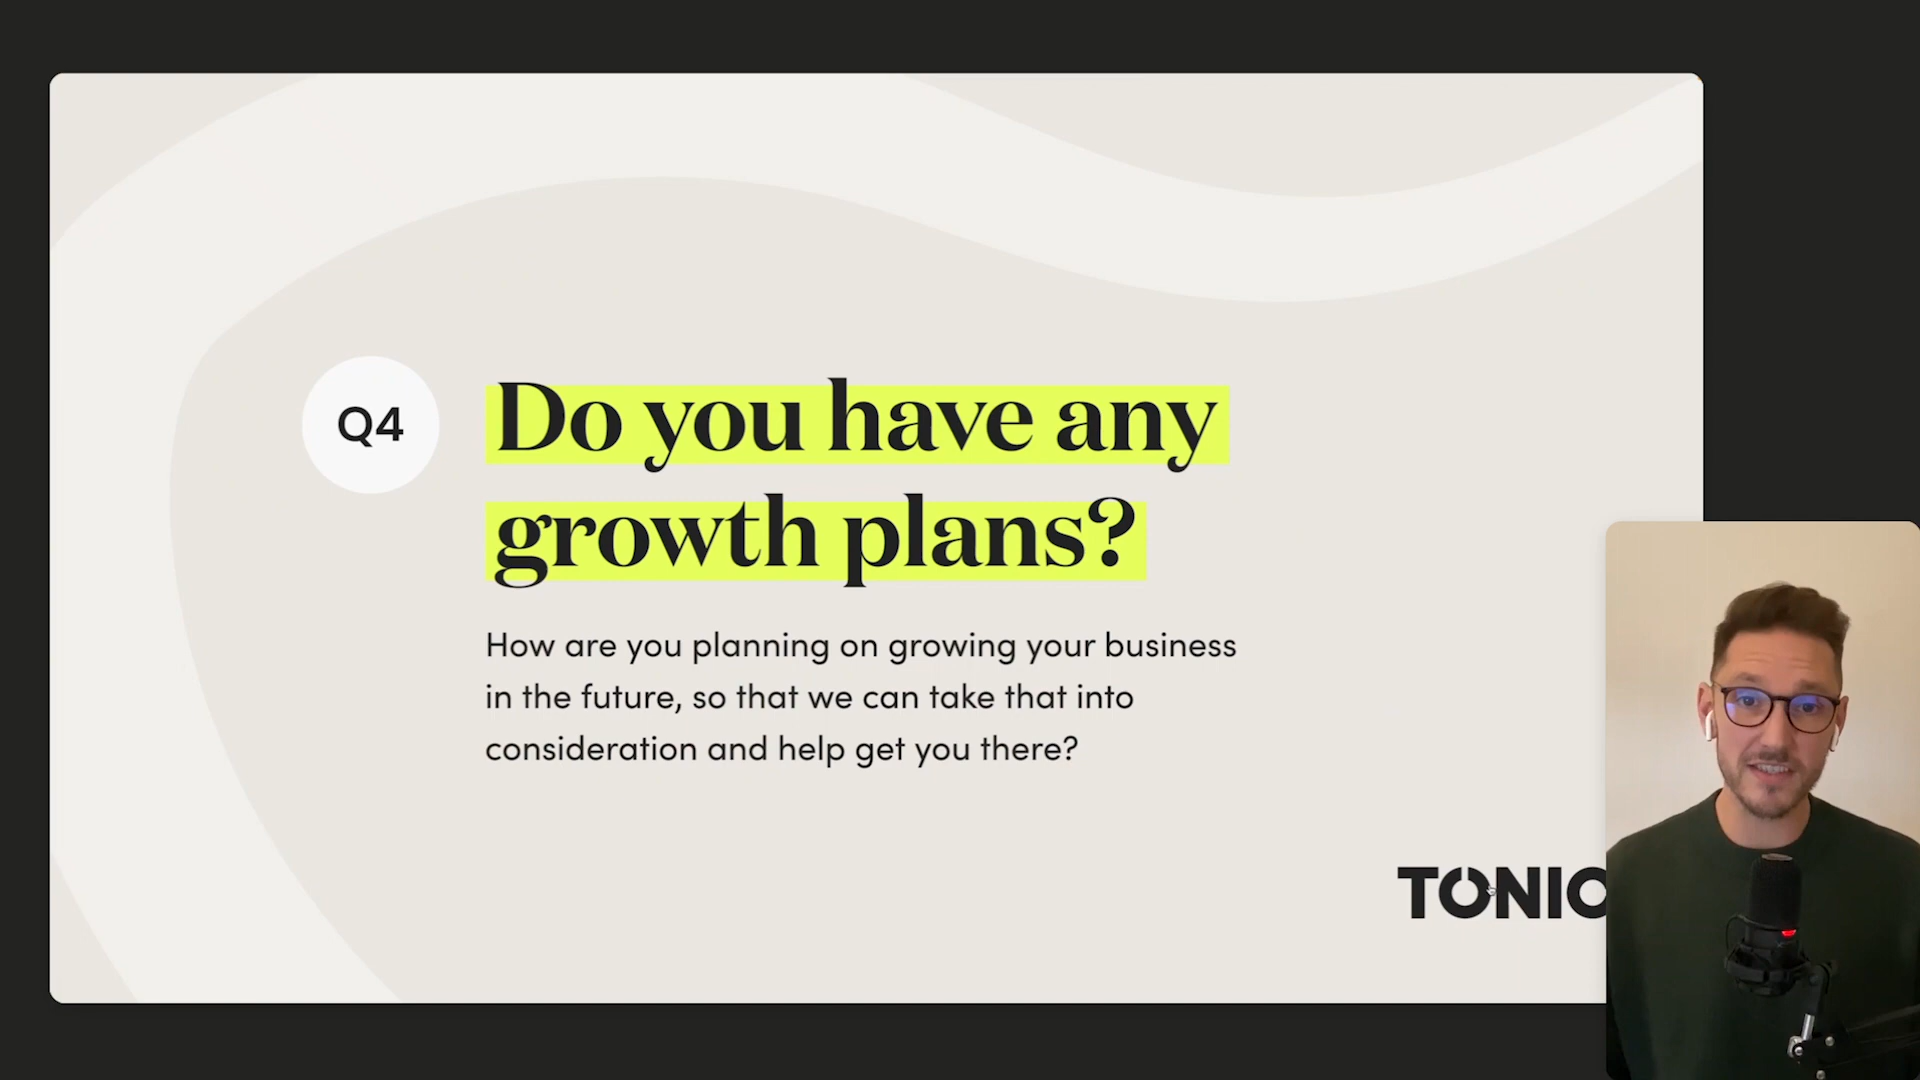 Q4
Do you have any
growth plans?
How are you planning on growing your business
in the future, so that we can take that into
consideration and help get you there?
TONIC